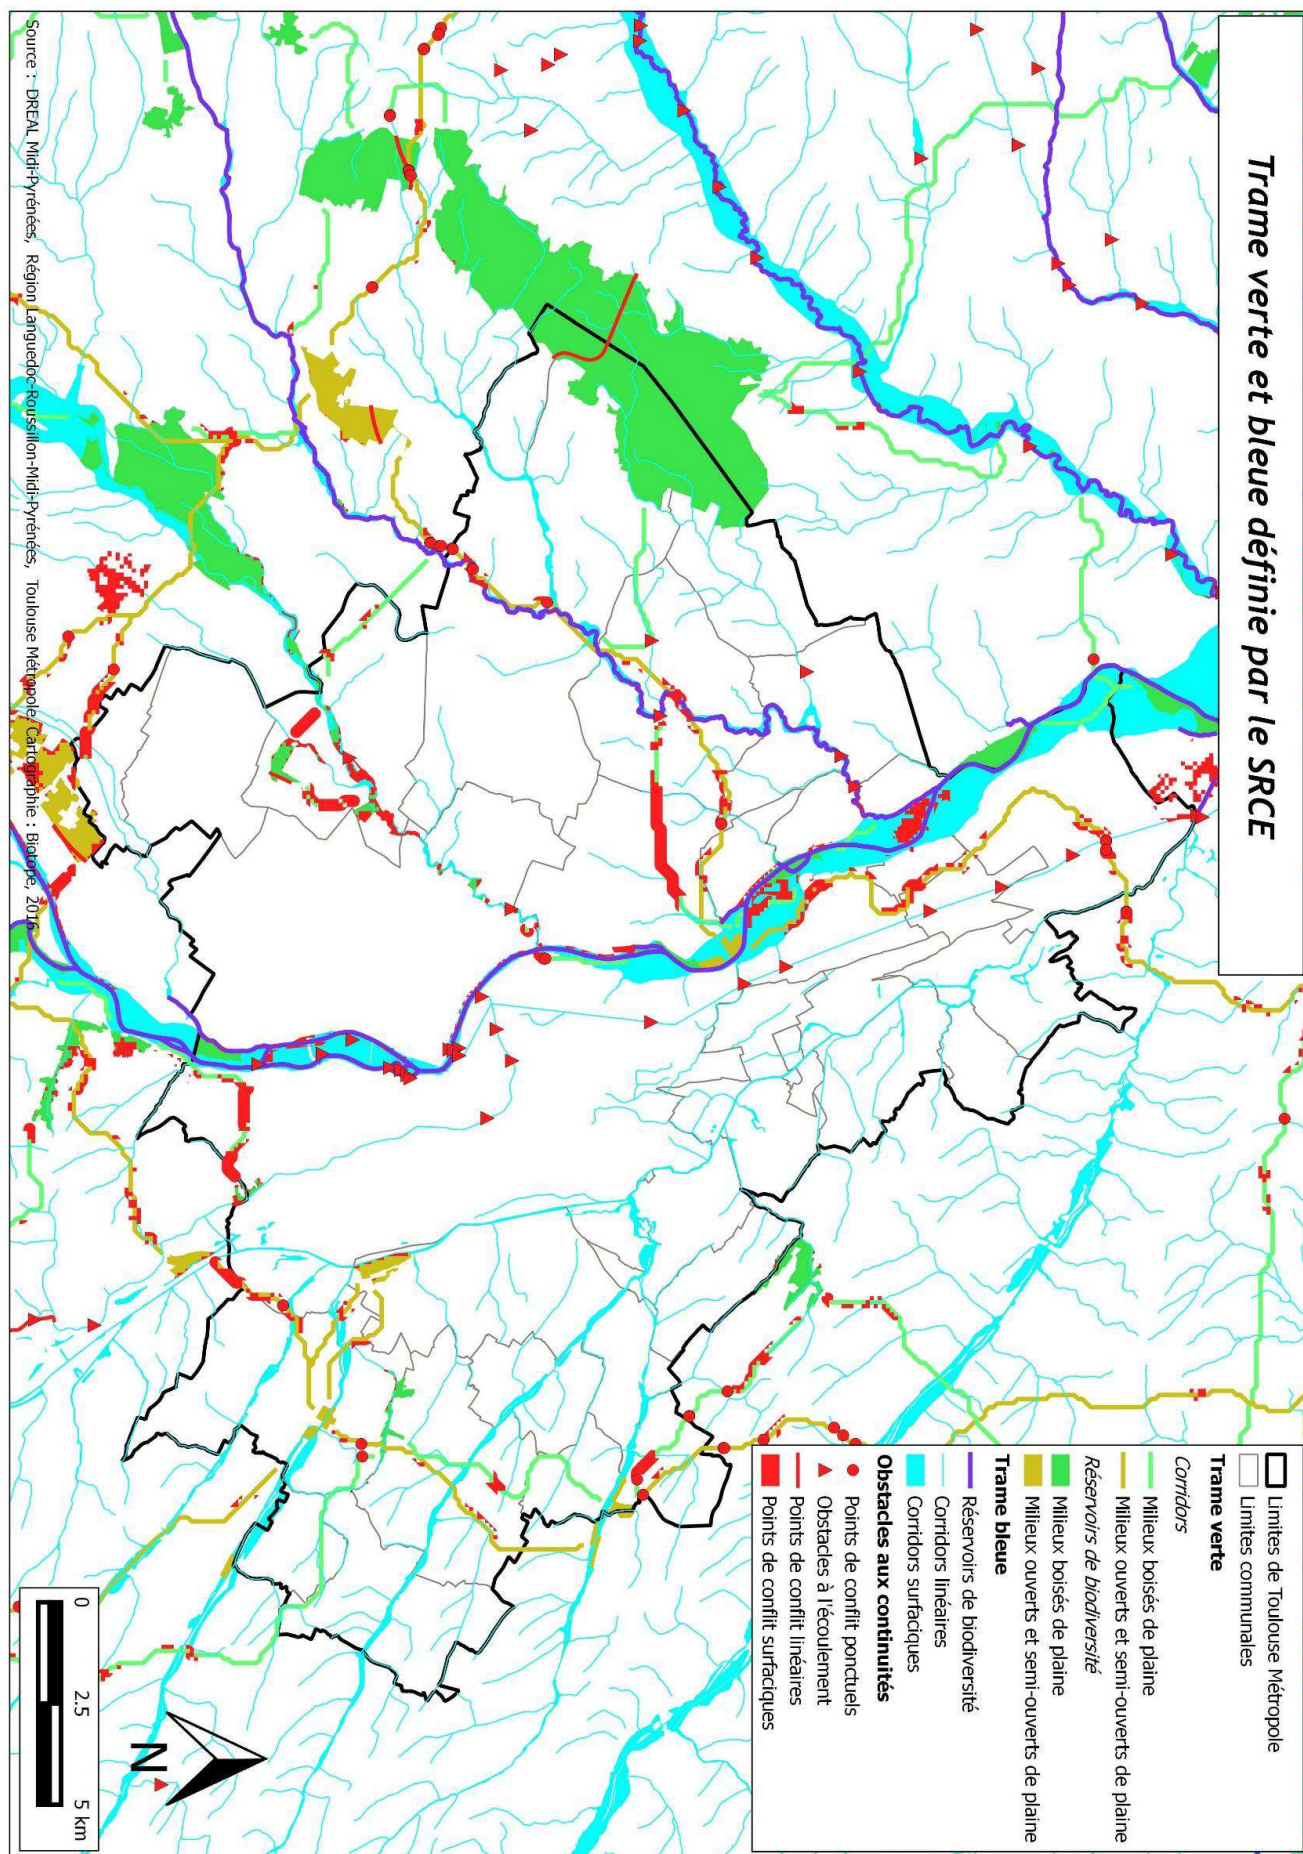 Trame verte et bleue définie par le SRCE
Limites de Toulouse Métropole
Limites communales
Trame verte
Corridors
Milieux boisés de plaine
Milieux ouverts et semi-ouverts de plaine
Réservoirs de biodiversité
Milieux boisés de plaine
Milieux ouverts et semi-ouverts de plaine
Trame bleue
Réservoirs de biodiversité
Corridors linéaires
Corridors surfaciques
Obstacles aux continuités
Points de conflit ponctuels
Obstacles à l'écoulement
Points de conflit linéaires
Points de conflit surfaciques
0 2.5 5 km
N
Source : DREAL Midi-Pyrénées, Région Languedoc-Roussillon-Midi-Pyrénées, Toulouse Métropole, Cartographie : Biotope, 2016